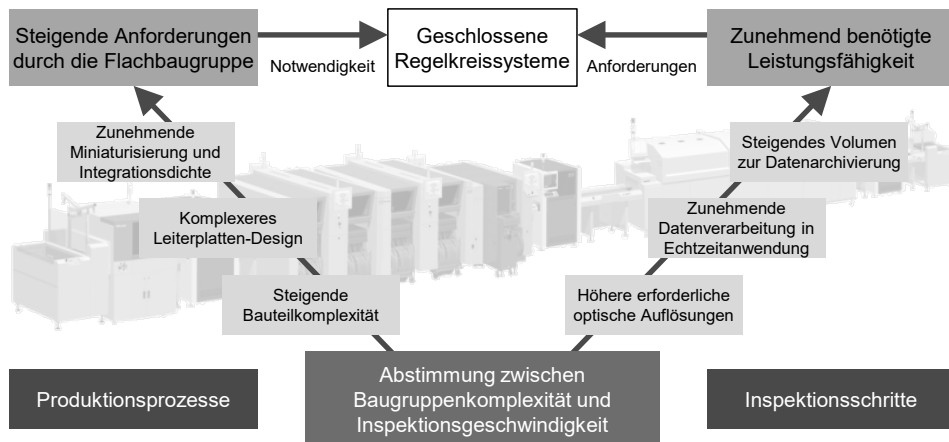 Steigende Anforderungen
durch die Flachbaugruppe
Notwendigkeit
Geschlossene
Regelkreissysteme
Anforderungen
Zunehmend benötigte
Leistungsfähigkeit
Zunehmende
Miniaturisierung und
Integrationsdichte
Steigendes Volumen
zur Datenarchivierung
Komplexeres
Leiterplatten-Design
Zunehmende
Datenverarbeitung in
Echtzeitanwendung
Steigende
Bauteilkomplexität
Höhere erforderliche
optische Auflösungen
Produktionsprozesse
Abstimmung zwischen
Baugruppenkomplexität und
Inspektionsgeschwindigkeit
Inspektionsschritte